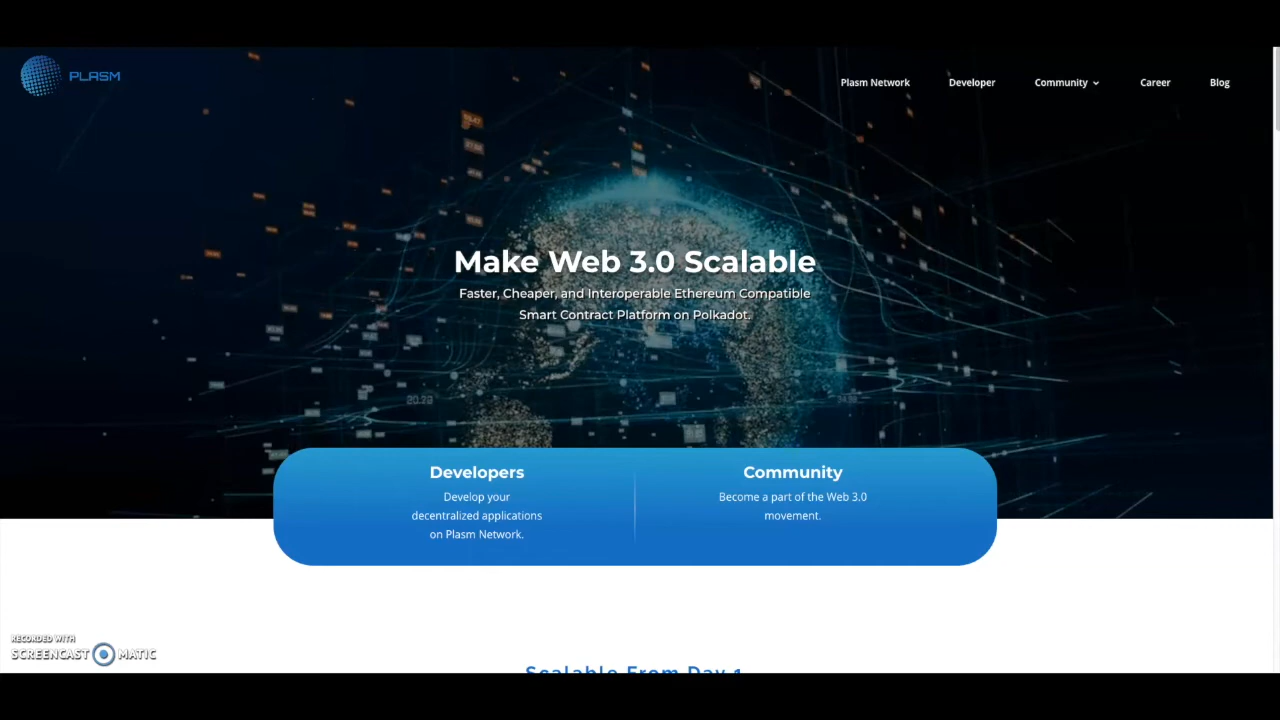 PLASM
Plasm Network
Developer
Community
Career
Blog
Make Web 3.0 Scalable
Faster, Cheaper, and Interoperable Ethereum Compatible
Smart Contract Platform on Polkadot.
20.29
Developers
Develop your
decentralized applications
on Plasm Network.
Community
Become a part of the Web 3.0
movement.
RECORDED WITH
SCREENCAST MATIC
Scalable From Day 1